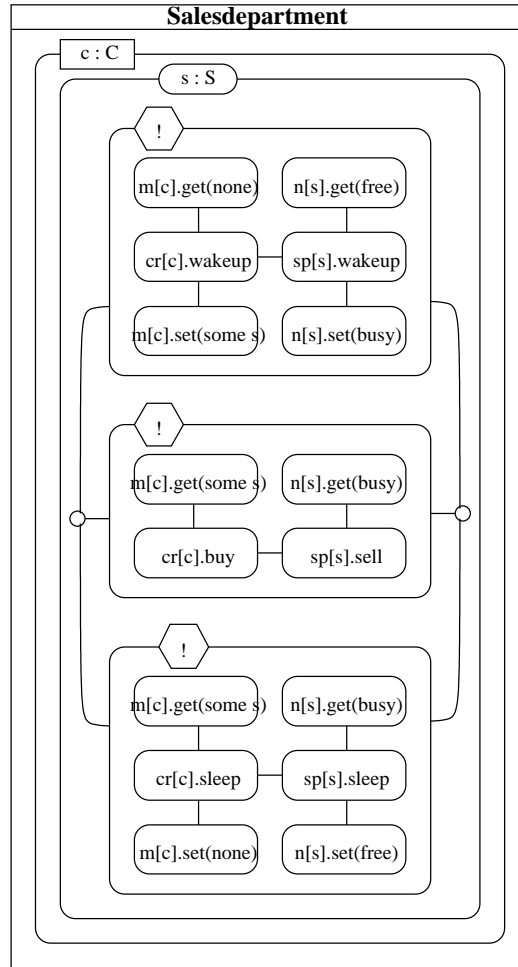 Salesdepartment
c : C
s : S
!
m[c].get(none) n[s].get(free)
cr[c].wakeup sp[s].wakeup
m[c].set(some s) n[s].set(busy)
!
m[c].get(some s) n[s].get(busy)
cr[c].buy sp[s].sell
!
m[c].get(some s) n[s].get(busy)
cr[c].sleep sp[s].sleep
m[c].set(none) n[s].set(free)